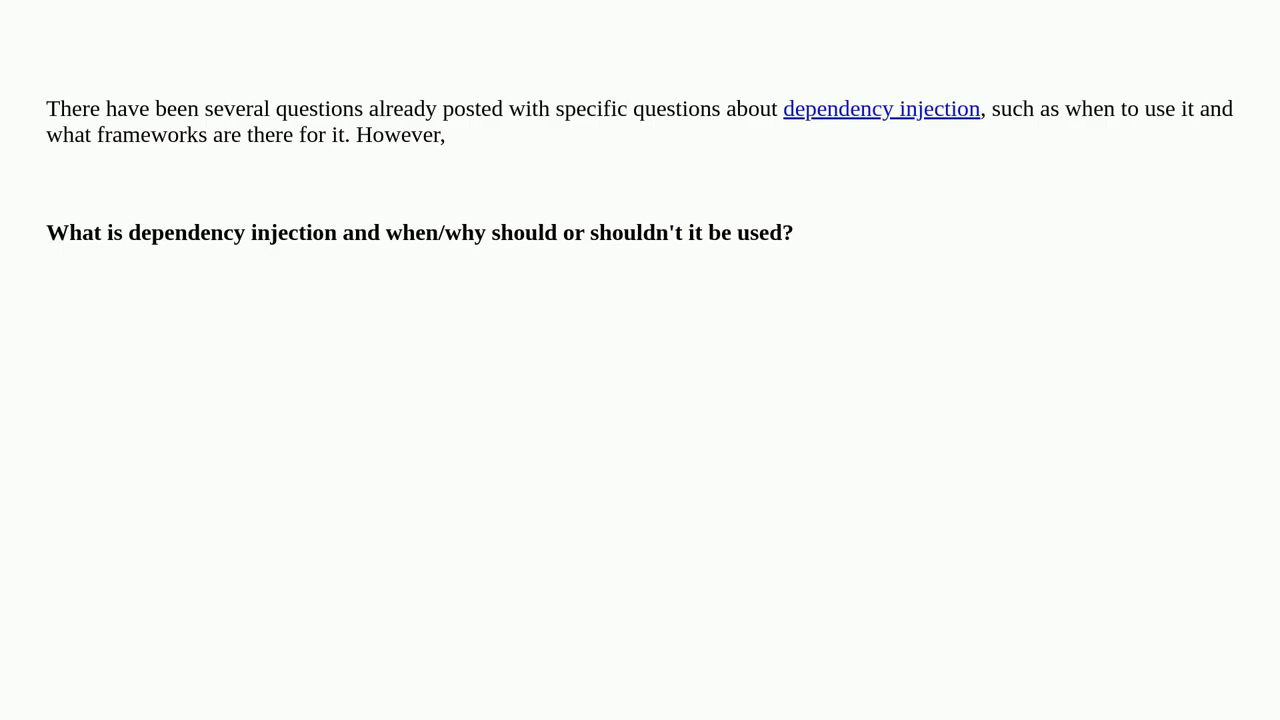 There have been several questions already posted with specific questions about dependency injection, such as when to use it and
what frameworks are there for it. However,
What is dependency injection and when/why should or shouldn't it be used?